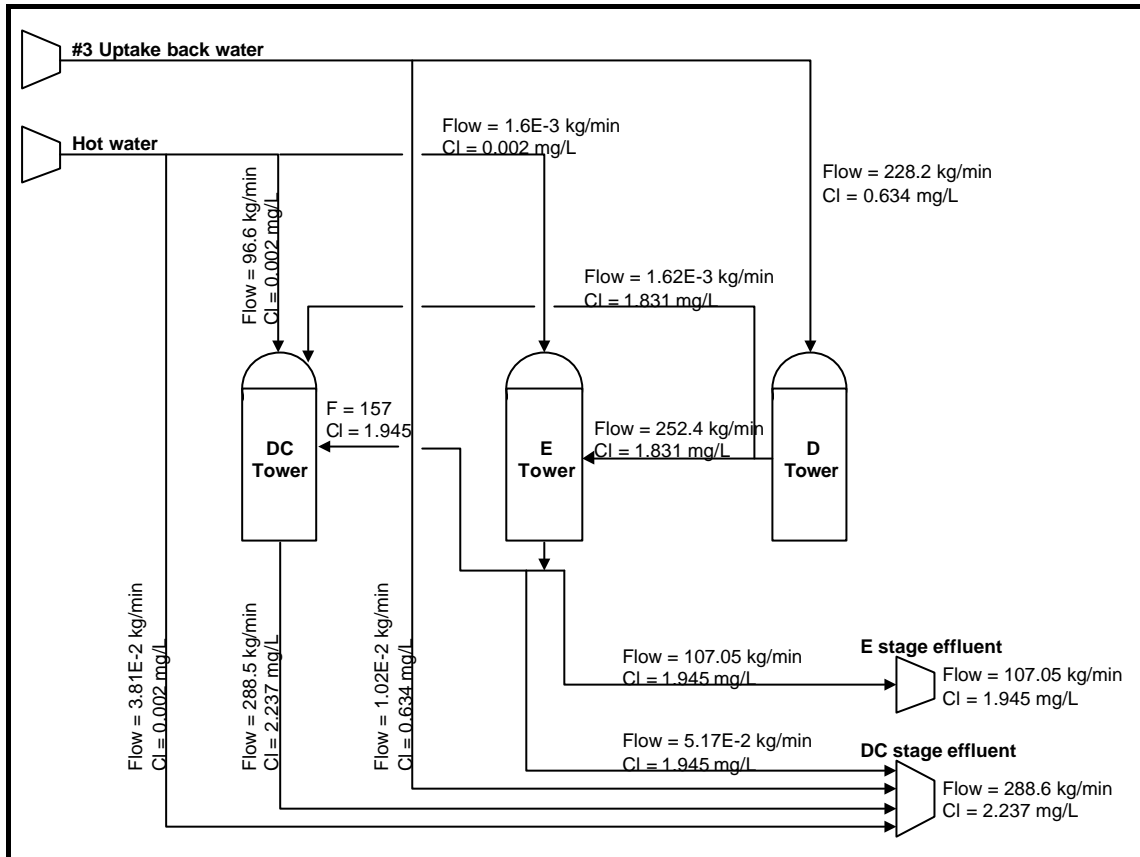 #3 Uptake back water
Hot water
Flow = 1.6E-3 kg/min
Cl = 0.002 mg/L
Flow = 228.2 kg/min
Cl = 0.634 mg/L
Flow = 96.6 kg/min
Cl = 0.002 mg/L
Flow = 1.62E-3 kg/min
Cl = 1.831 mg/L
F = 157
Cl = 1.945
Flow = 252.4 kg/min
Cl = 1.831 mg/L
DC
Tower
E
Tower
D
Tower
Flow = 3.81E-2 kg/min
Cl = 0.002 mg/L
Flow = 288.5 kg/min
Cl = 2.237 mg/L
Flow = 1.02E-2 kg/min
Cl = 0.634 mg/L
E stage effluent
Flow = 107.05 kg/min
Cl = 1.945 mg/L
Flow = 107.05 kg/min
Cl = 1.945 mg/L
Flow = 5.17E-2 kg/min
Cl = 1.945 mg/L
DC stage effluent
Flow = 288.6 kg/min
Cl = 2.237 mg/L